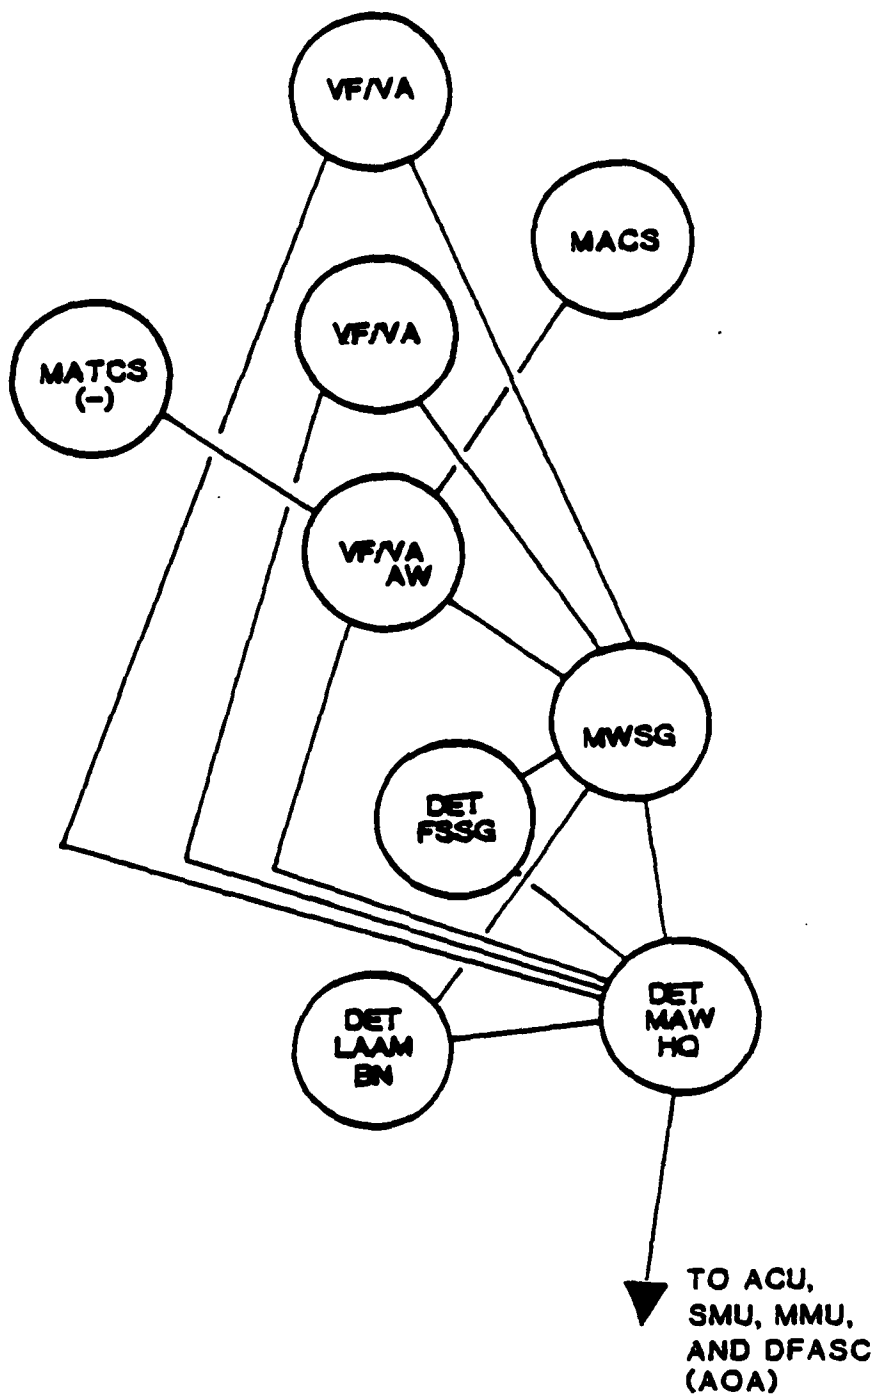 VF/VA
MACS
VF/VA
MATCS
(-)
VF/VA
AW
MWSG
DET
FSSG
DET
MAW
HQ
DET
LAAM
BN
TO ACU,
SMU, MMU,
AND DFASC
(AOA)